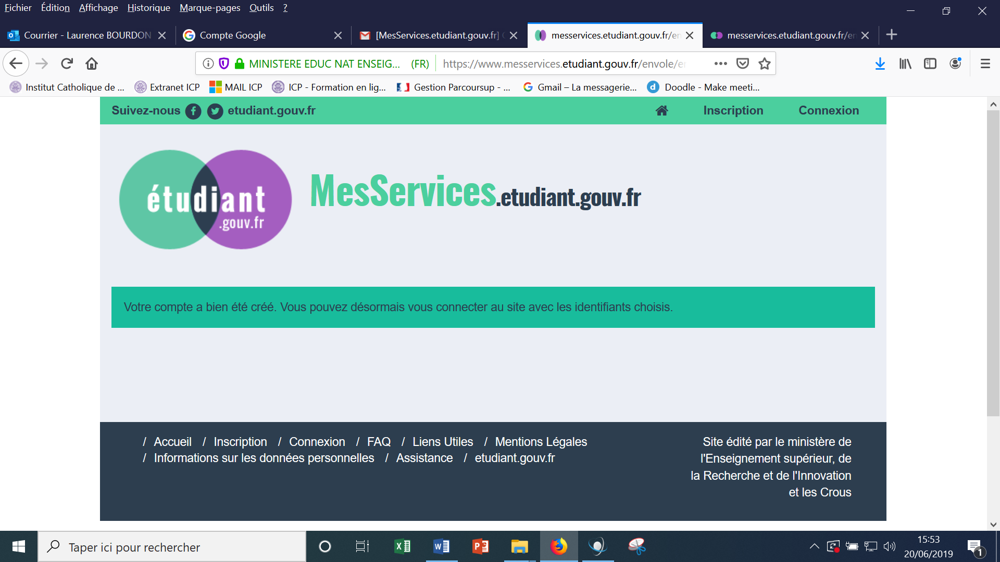 Fichier Édition Affichage Historique Marque-pages Outils ?
Courrier - Laurence BOURDON
Compte Google
[MesServices.etudiant.gouv.fr]
messervices.etudiant.gouv.fr/en
messervices.etudiant.gouv.fr/en
MINISTERE EDUC NAT ENSEIG... (FR) https://www.messervices.etudiant.gouv.fr/envole/en
Institut Catholique de ... Extranet ICP MAIL ICP ICP - Formation en lig... Gestion Parcoursup - ... Gmail – La messagerie... Doodle - Make meeti...
Suivez-nous etudiant.gouv.fr Inscription Connexion
étudiant
.gouv.fr
MesServices.etudiant.gouv.fr
Votre compte a bien été créé. Vous pouvez désormais vous connecter au site avec les identifiants choisis.
/ Accueil / Inscription / Connexion / FAQ / Liens Utiles / Mentions Légales
/ Informations sur les données personnelles / Assistance / etudiant.gouv.fr
Site édité par le ministère de
l'Enseignement supérieur, de
la Recherche et de l'Innovation
et les Crous
Taper ici pour rechercher
15:53
20/06/2019
1